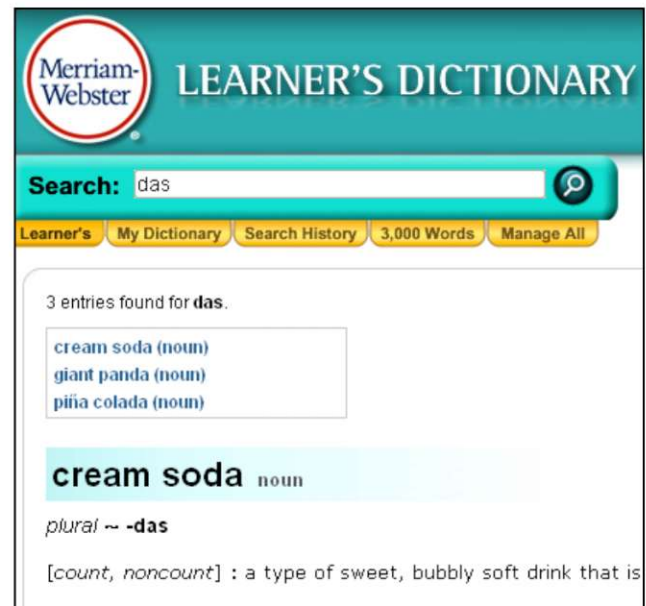 Merriam-
Webster
®
LEARNER'S DICTIONARY
Search: das
Learner's My Dictionary Search History 3,000 Words Manage All
3 entries found for das.
cream soda (noun)
giant panda (noun)
piña colada (noun)
cream soda noun
plural ~ -das
[count, noncount] : a type of sweet, bubbly soft drink that is